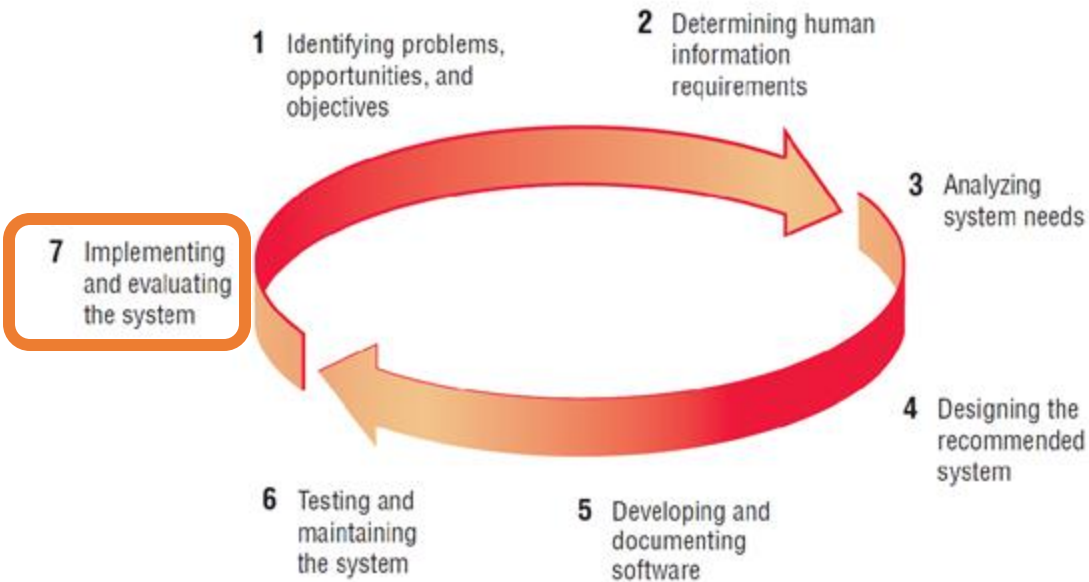 1 Identifying problems,
opportunities, and
objectives
2 Determining human
information
requirements
3 Analyzing
system needs
4 Designing the
recommended
system
5 Developing and
documenting
software
6 Testing and
maintaining
the system
7 Implementing
and evaluating
the system